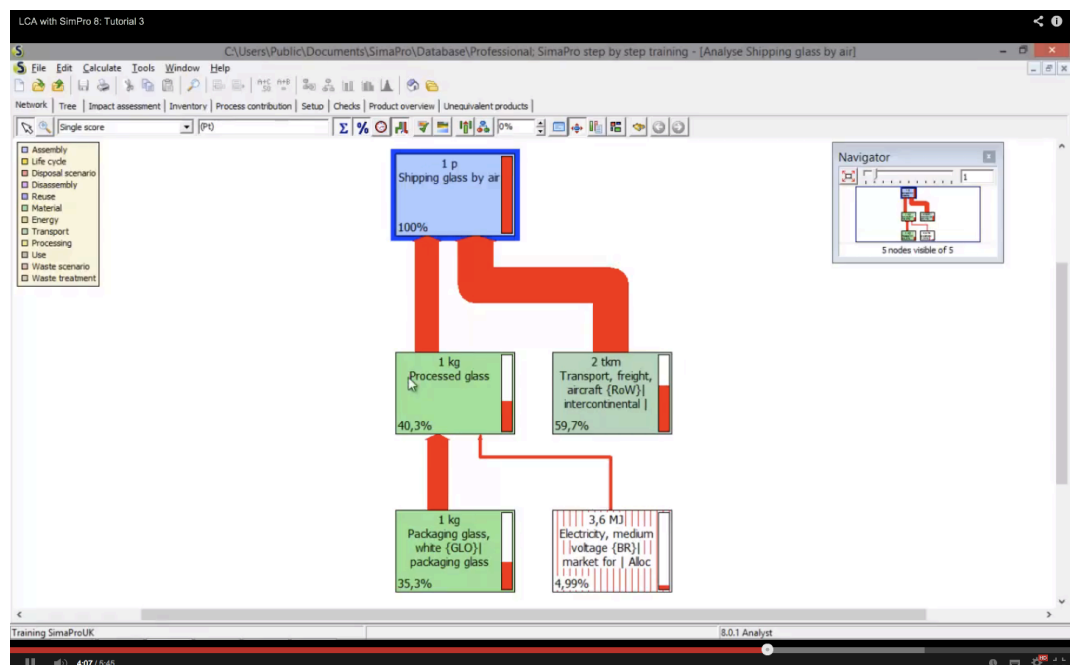 LCA with SimPro 8: Tutorial 3
C:\Users\Public\Documents\SimaPro\Database\Professional; SimaPro step by step training - [Analyse Shipping glass by air]
File Edit Calculate Tools Window Help
Network Tree Impact assessment Inventory Process contribution Setup Checks Product overview Unequivalent products
Single score (Pt) Σ % 0%
Assembly
Life cycle
Disposal scenario
Disassembly
Reuse
Material
Energy
Transport
Processing
Use
Waste scenario
Waste treatment
1 p
Shipping glass by air
100%
Navigator
1
5 nodes visible of 5
1 kg
Processed glass
40,3%
2 tkm
Transport, freight,
aircraft {RoW}|
intercontinental |
59,7%
1 kg
Packaging glass,
white {GLO}|
packaging glass
35,3%
3,6 MJ
Electricity, medium
voltage {BR}|
market for | Alloc
4,99%
Training SimaProUK
8.0.1 Analyst
4:07 / 5:45
HD